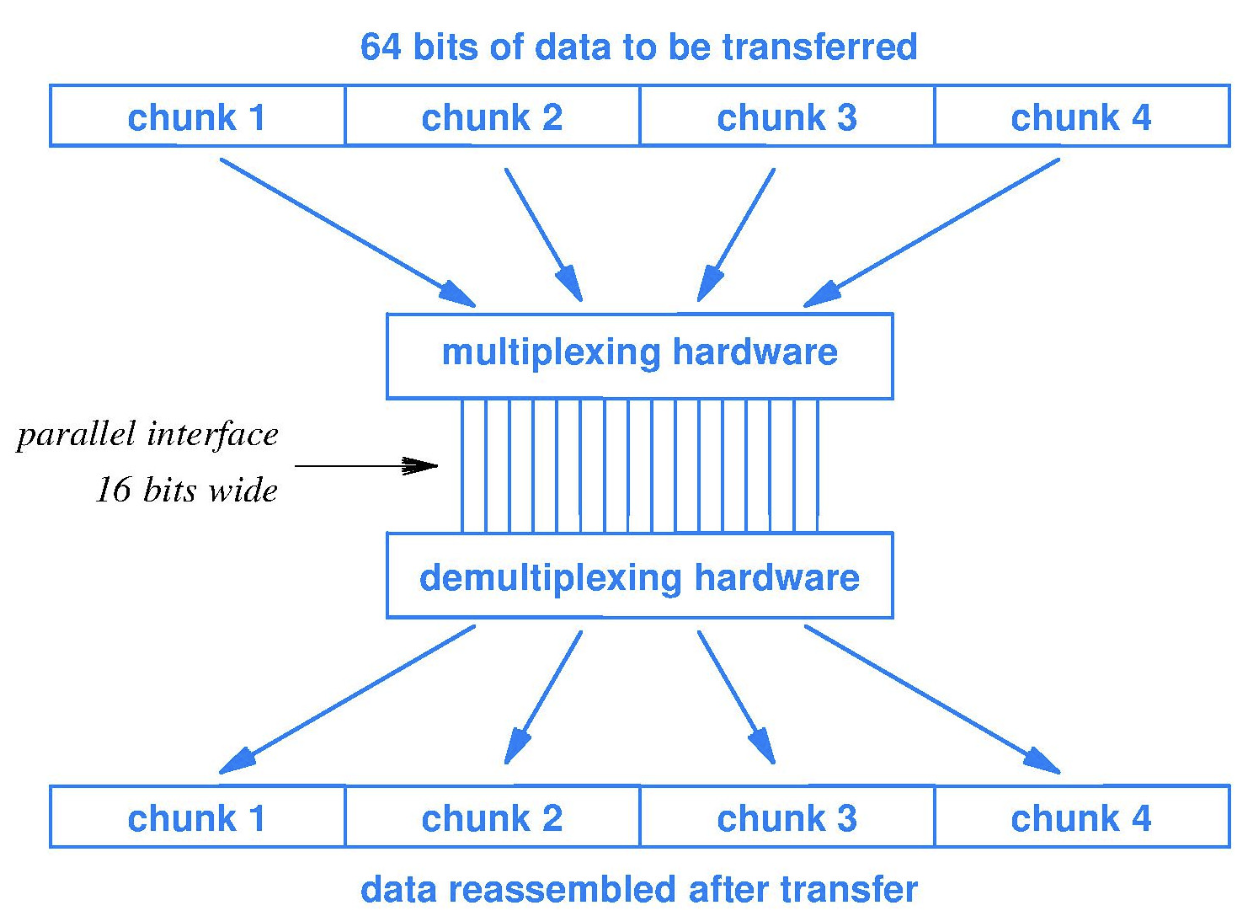 64 bits of data to be transferred
chunk 1 chunk 2 chunk 3 chunk 4
multiplexing hardware
parallel interface
16 bits wide
demultiplexing hardware
chunk 1 chunk 2 chunk 3 chunk 4
data reassembled after transfer